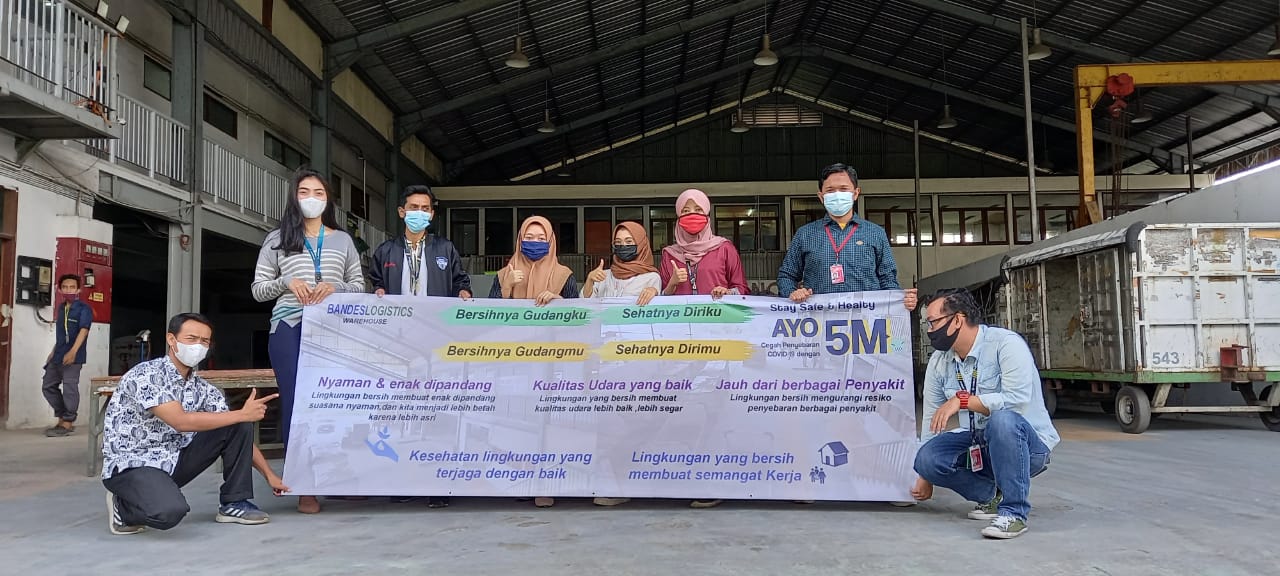 BANDESLOGISTICS
WAREHOUSE
Bersihnya Gudangku
Sehatnya Diriku
Bersihnya Gudangmu
Sehatnya Dirimu
Stay Safe & Healty
AYO 5M
Cegah Penyebaran
COVID-19 dengan
Nyaman & enak dipandang
Lingkungan bersih membuat enak dipandang
suasana nyaman,dan kita menjadi lebih betah
karena lebih asri
Kualitas Udara yang baik
Lingkungan yang bersih membuat
kualitas udara lebih baik ,lebih segar
Jauh dari berbagai Penyakit
Lingkungan bersih mengurangi resiko
penyebaran berbagai penyakit
Kesehatan lingkungan yang
terjaga dengan baik
Lingkungan yang bersih
membuat semangat Kerja
543